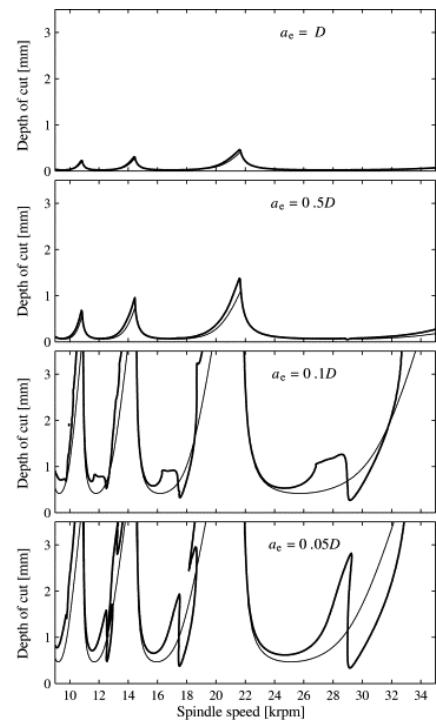 Depth of cut [mm]
3
2
1
0
a_e = D
Depth of cut [mm]
3
2
1
0
a_e = 0.5D
Depth of cut [mm]
3
2
1
0
a_e = 0.1D
Depth of cut [mm]
3
2
1
0
a_e = 0.05D
10 12 14 16 18 20 22 24 26 28 30 32 34
Spindle speed [krpm]